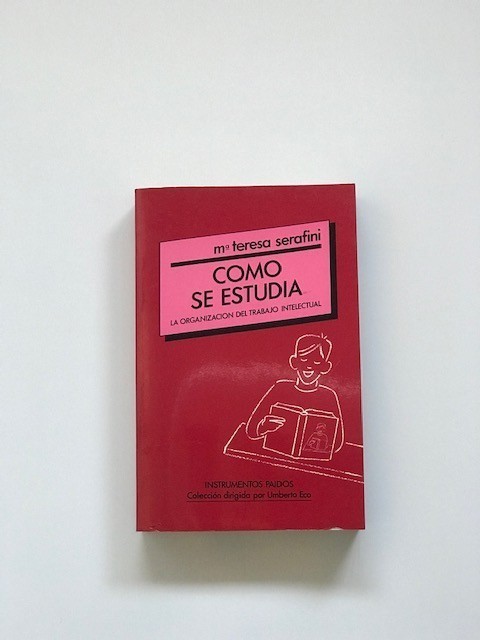 mª teresa serafini
COMO
SE ESTUDIA
LA ORGANIZACION DEL TRABAJO INTELECTUAL
INSTRUMENTOS PAIDOS
Colección dirigida por Umberto Eco